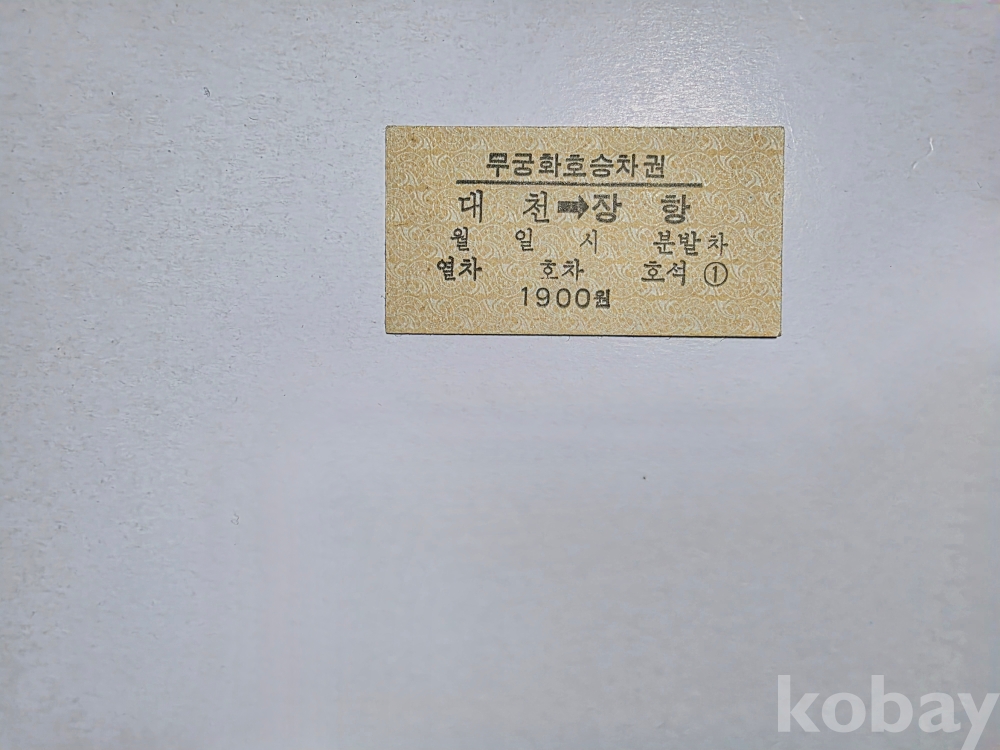 무궁화호승차권
대 천 ➡ 장 항
월 일 시 분발차
열차 호차 호석 ①
1900원
kobay